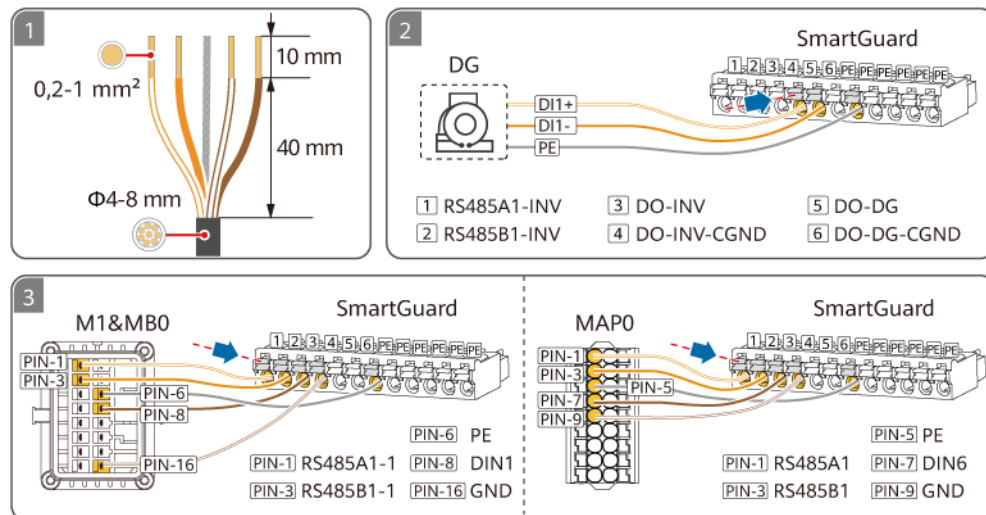 1
10 mm
0,2-1 mm²
40 mm
Φ4-8 mm
2
SmartGuard
DG
1 2 3 4 5 6 PE PE PE PE PE PE
DI1+
DI1-
PE
1 RS485A1-INV 3 DO-INV 5 DO-DG
2 RS485B1-INV 4 DO-INV-CGND 6 DO-DG-CGND
3
SmartGuard
M1&MB0
1 2 3 4 5 6 PE PE PE PE PE PE
PIN-1
PIN-3
PIN-6
PIN-8
PIN-16
PIN-6 PE
PIN-1 RS485A1-1 PIN-8 DIN1
PIN-3 RS485B1-1 PIN-16 GND
SmartGuard
MAP0
1 2 3 4 5 6 PE PE PE PE PE PE
PIN-1
PIN-3
PIN-5
PIN-7
PIN-9
PIN-5 PE
PIN-1 RS485A1 PIN-7 DIN6
PIN-3 RS485B1 PIN-9 GND